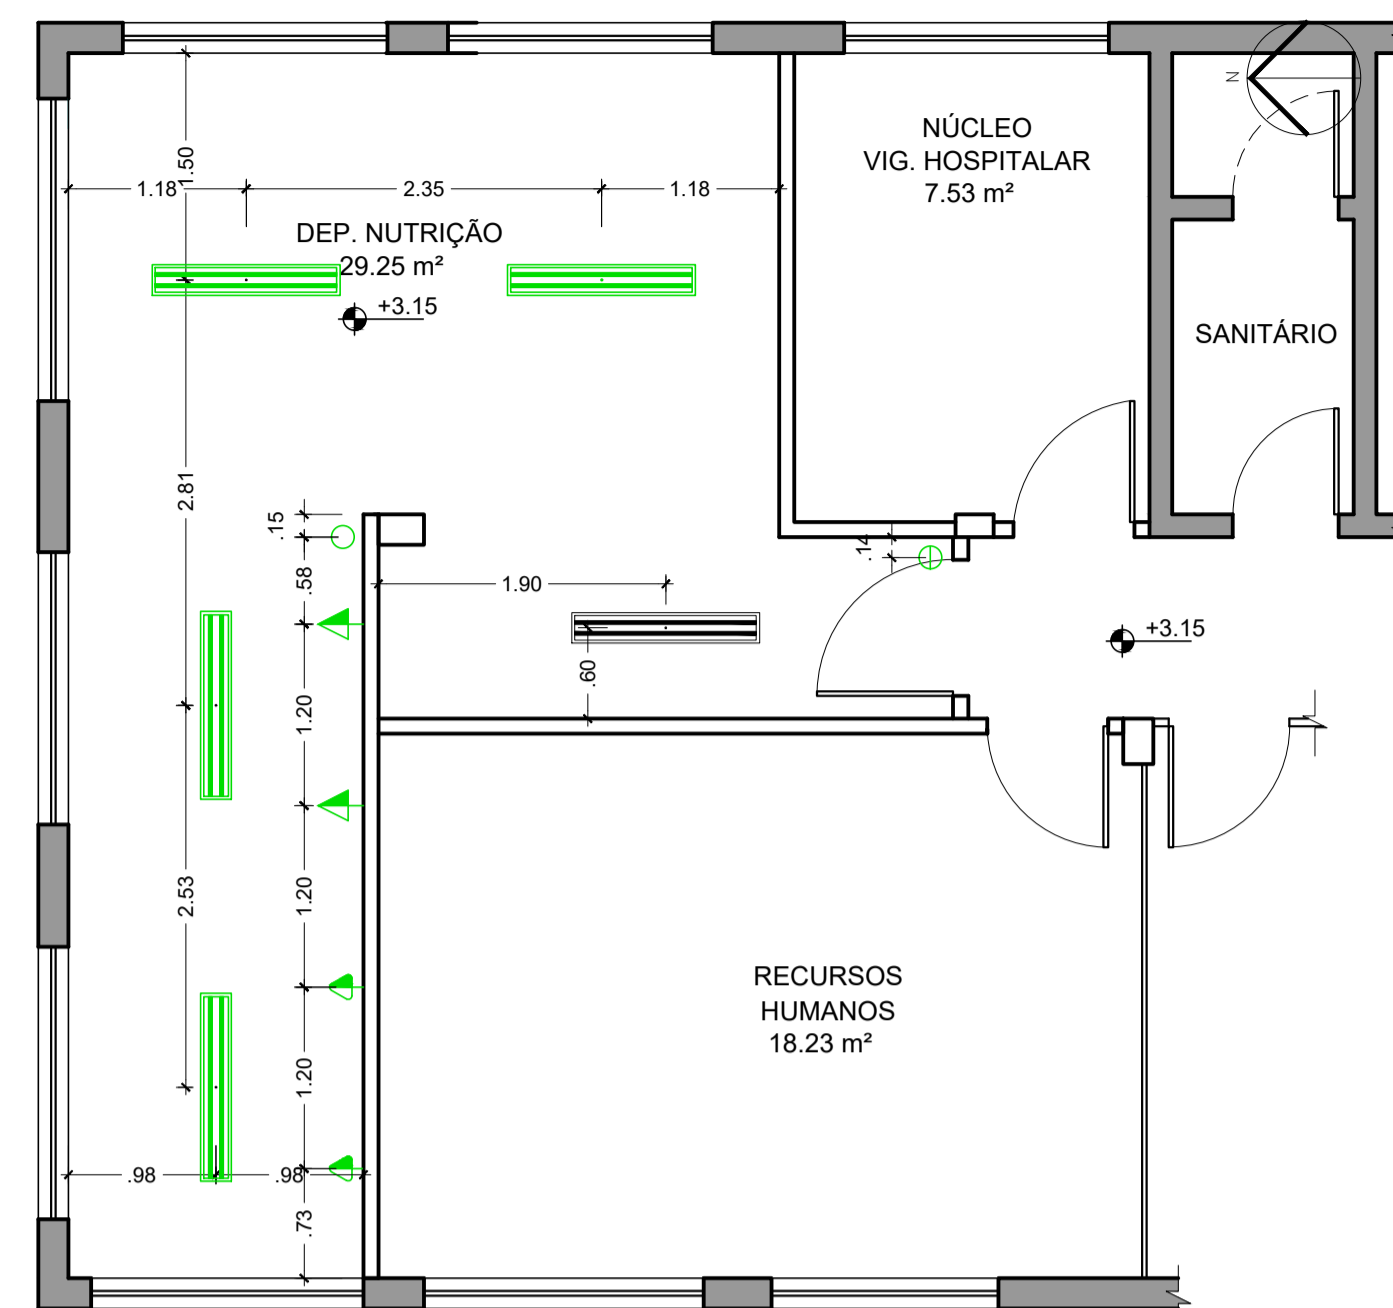 N
NÚCLEO
VIG. HOSPITALAR
7.53 m²
1.50
1.18
2.35
1.18
DEP. NUTRIÇÃO
29.25 m²
+3.15
SANITÁRIO
2.81
.15
.14
.58
1.90
+3.15
.60
1.20
2.53
1.20
RECURSOS
HUMANOS
18.23 m²
1.20
.98
.98
.73